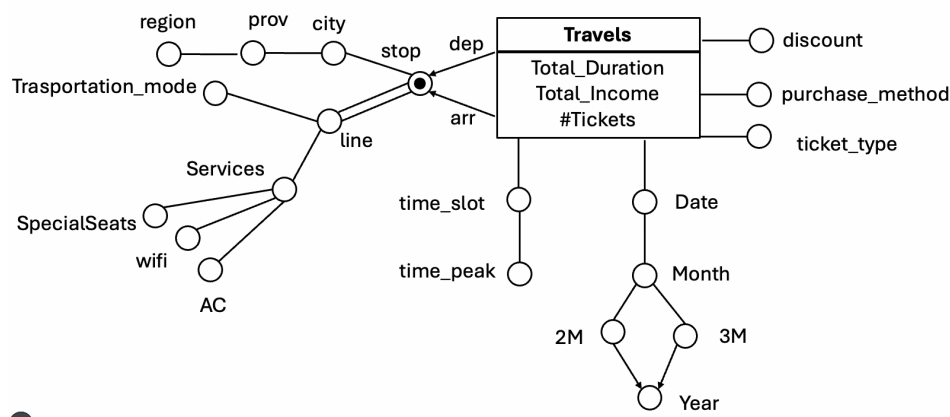 region
prov
city
stop
dep
Travels
discount
Trasportation_mode
Total_Duration
Total_Income
#Tickets
purchase_method
arr
line
ticket_type
Services
SpecialSeats
wifi
AC
time_slot
Date
time_peak
Month
2M
3M
Year